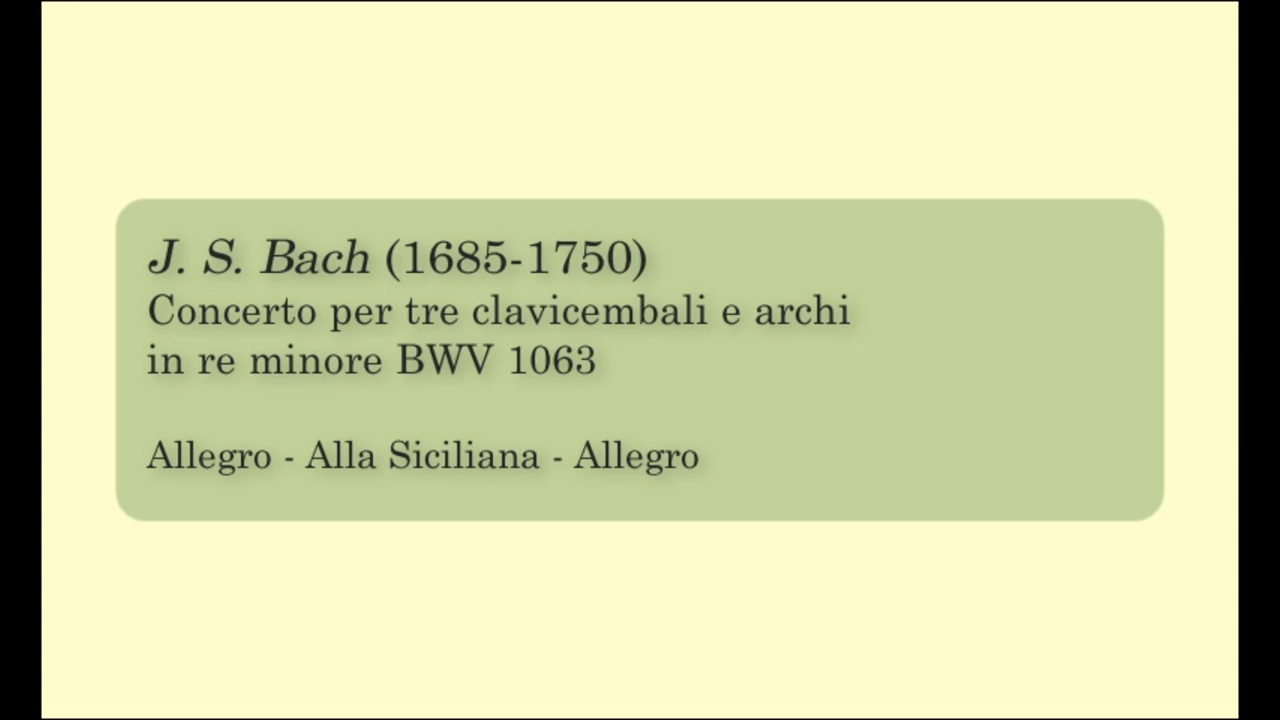 J. S. Bach (1685-1750)
Concerto per tre clavicembali e archi
in re minore BWV 1063
Allegro - Alla Siciliana - Allegro